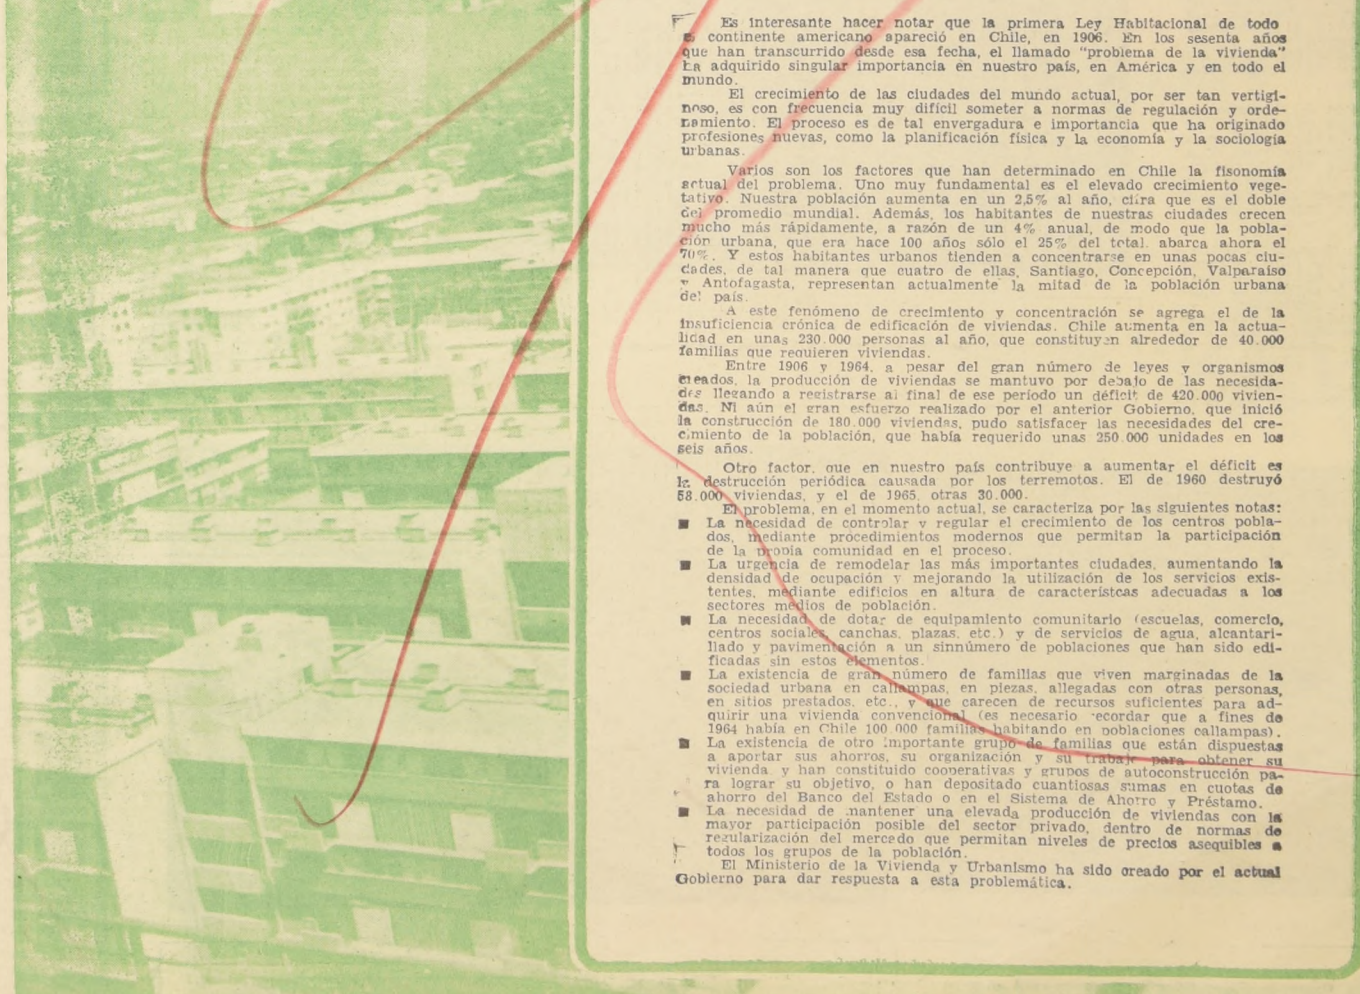 Es interesante hacer notar que la primera Ley Habitacional de todo
continente americano apareció en Chile, en 1906. En los sesenta años
que han transcurrido desde esa fecha, el llamado "problema de la vivienda"
ha adquirido singular importancia en nuestro país, en América y en todo el
mundo.
El crecimiento de las ciudades del mundo actual, por ser tan vertigi-
noso, es con frecuencia muy difícil someter a normas de regulación y orde-
namiento. El proceso es de tal envergadura e importancia que ha originado
profesiones nuevas, como la planificación física y la economía y la sociología
urbanas.
Varios son los factores que han determinado en Chile la fisonomía
actual del problema. Uno muy fundamental es el elevado crecimiento vege-
tativo. Nuestra población aumenta en un 2,5% al año, cifra que es el doble
del promedio mundial. Además, los habitantes de nuestras ciudades crecen
mucho más rápidamente, a razón de un 4% anual, de modo que la pobla-
ción urbana, que era hace 100 años sólo el 25% del total. abarca ahora el
70%. Y estos habitantes urbanos tienden a concentrarse en unas pocas ciu-
dades, de tal manera que cuatro de ellas, Santiago, Concepción, Valparaíso
y Antofagasta, representan actualmente la mitad de la población urbana
del país.
A este fenómeno de crecimiento y concentración se agrega el de la
insuficiencia crónica de edificación de viviendas. Chile aumenta en la actua-
lidad en unas 230.000 personas al año, que constituyen alrededor de 40.000
familias que requieren viviendas.
Entre 1906 y 1964, a pesar del gran número de leyes y organismos
creados, la producción de viviendas se mantuvo por debajo de las necesida-
des llegando a registrarse al final de ese período un déficit de 420.000 vivien-
das. Ni aún el gran esfuerzo realizado por el anterior Gobierno, que inició
la construcción de 180.000 viviendas, pudo satisfacer las necesidades del cre-
cimiento de la población, que había requerido unas 250.000 unidades en los
seis años.
Otro factor, que en nuestro país contribuye a aumentar el déficit es
la destrucción periódica causada por los terremotos. El de 1960 destruyó
58.000 viviendas, y el de 1965, otras 30.000.
El problema, en el momento actual, se caracteriza por las siguientes notas:
■ La necesidad de controlar y regular el crecimiento de los centros pobla-
dos, mediante procedimientos modernos que permitan la participación
de la propia comunidad en el proceso.
■ La urgencia de remodelar las más importantes ciudades, aumentando la
densidad de ocupación y mejorando la utilización de los servicios exis-
tentes, mediante edificios en altura de característcas adecuadas a los
sectores medios de población.
■ La necesidad de dotar de equipamiento comunitario (escuelas, comercio,
centros sociales, canchas, plazas, etc.) y de servicios de agua, alcantari-
llado y pavimentación a un sinnúmero de poblaciones que han sido edi-
ficadas sin estos elementos.
■ La existencia de gran número de familias que viven marginadas de la
sociedad urbana en callampas, en piezas, allegadas con otras personas,
en sitios prestados, etc., y que carecen de recursos suficientes para ad-
quirir una vivienda convencional (es necesario recordar que a fines de
1964 había en Chile 100.000 familias habitando en poblaciones callampas).
■ La existencia de otro importante grupo de familias que están dispuestas
a aportar sus ahorros, su organización y su trabajo para obtener su
vivienda y han constituido cooperativas y grupos de autoconstrucción pa-
ra lograr su objetivo, o han depositado cuantiosas sumas en cuotas de
ahorro del Banco del Estado o en el Sistema de Ahorro y Préstamo.
■ La necesidad de mantener una elevada producción de viviendas con la
mayor participación posible del sector privado, dentro de normas de
regularización del mercedo que permitan niveles de precios asequibles a
todos los grupos de la población.
El Ministerio de la Vivienda y Urbanismo ha sido creado por el actual
Gobierno para dar respuesta a esta problemática.